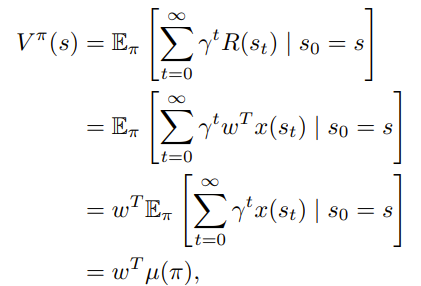 V^π(s) = 𝔼_π [ ∑_{t=0}^{∞} γ^t R(s_t) | s_0 = s ]
= 𝔼_π [ ∑_{t=0}^{∞} γ^t w^T x(s_t) | s_0 = s ]
= w^T 𝔼_π [ ∑_{t=0}^{∞} γ^t x(s_t) | s_0 = s ]
= w^T μ(π),